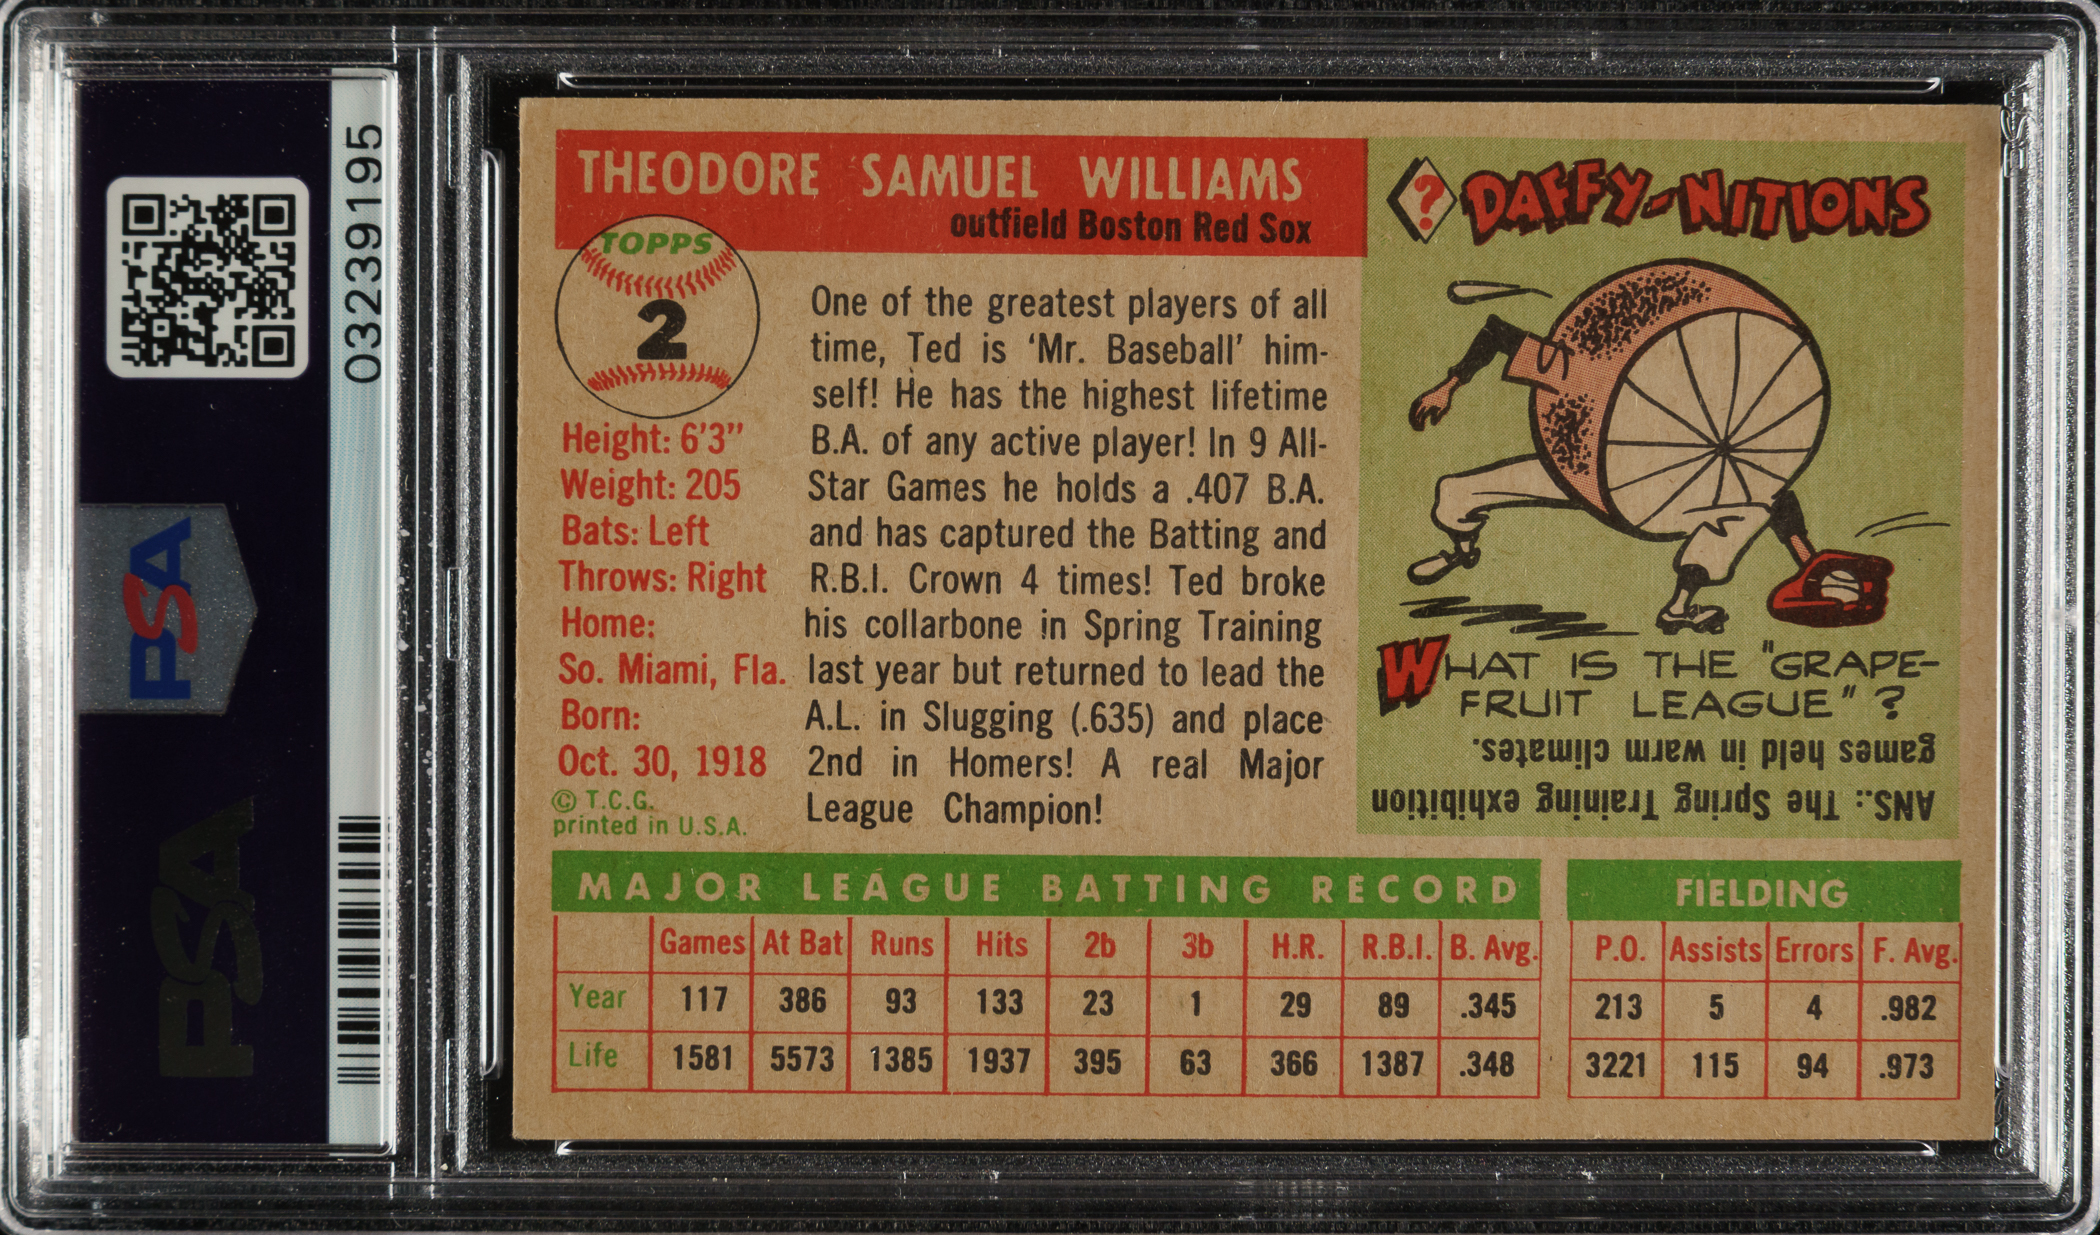 03239195
PSA
PSA
THEODORE SAMUEL WILLIAMS
outfield Boston Red Sox
TOPPS
2
Height: 6'3"
Weight: 205
Bats: Left
Throws: Right
Home:
So. Miami, Fla.
Born:
Oct. 30, 1918
© T.C.G.
printed in U.S.A.
One of the greatest players of all
time, Ted is 'Mr. Baseball' him-
self! He has the highest lifetime
B.A. of any active player! In 9 All-
Star Games he holds a .407 B.A.
and has captured the Batting and
R.B.I. Crown 4 times! Ted broke
his collarbone in Spring Training
last year but returned to lead the
A.L. in Slugging (.635) and place
2nd in Homers! A real Major
League Champion!
? DAFFY-NITIONS
WHAT IS THE "GRAPE-
FRUIT LEAGUE"?
ANS.: The Spring Training exhibition
games held in warm climates.
MAJOR LEAGUE BATTING RECORD
Games At Bat Runs Hits 2b 3b H.R. R.B.I. B. Avg.
Year 117 386 93 133 23 1 29 89 .345
Life 1581 5573 1385 1937 395 63 366 1387 .348
FIELDING
P.O. Assists Errors F. Avg.
213 5 4 .982
3221 115 94 .973